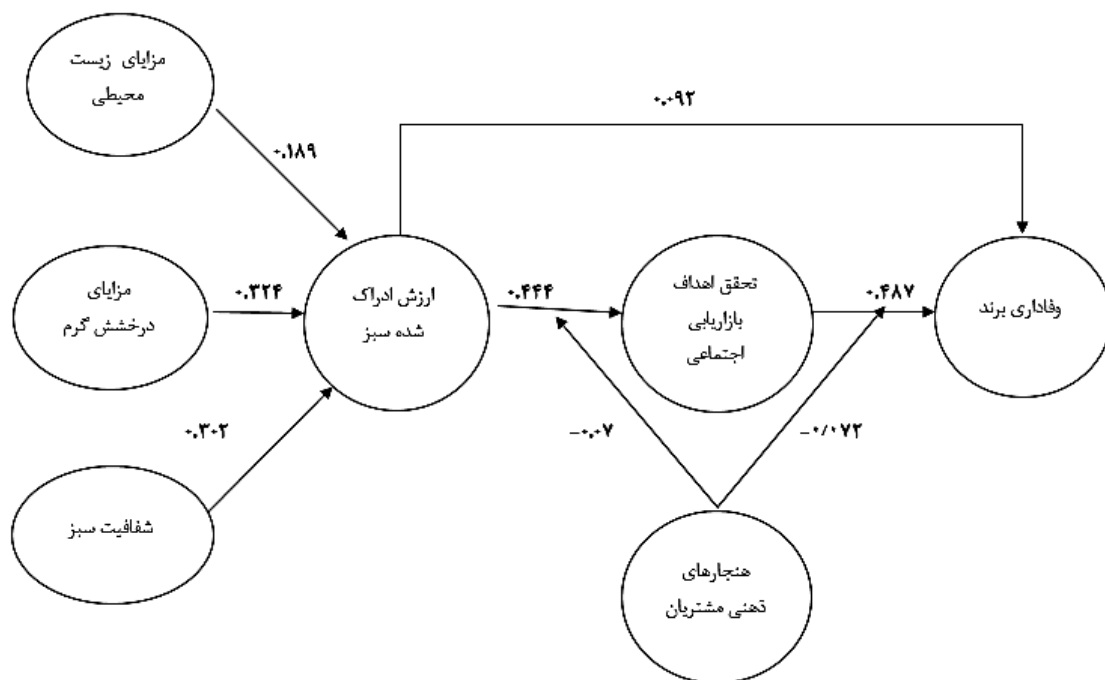 مزایای زیست
محیطی
۰.۰۹۲
۰.۱۸۹
مزایای
درخشش گرم
۰.۳۲۴
ارزش ادراک
شده سبز
۰.۴۴۴
تحقق اهداف
بازاریابی
اجتماعی
۰.۴۸۷
وفاداری برند
۰.۳۰۲
–۰.۰۷
–۰/۰۷۲
شفافیت سبز
هنجارهای
ذهنی مشتریان